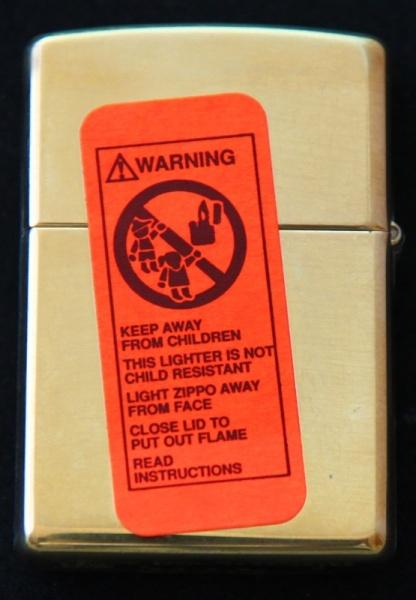 WARNING
KEEP AWAY
FROM CHILDREN
THIS LIGHTER IS NOT
CHILD RESISTANT
LIGHT ZIPPO AWAY
FROM FACE
CLOSE LID TO
PUT OUT FLAME
READ
INSTRUCTIONS